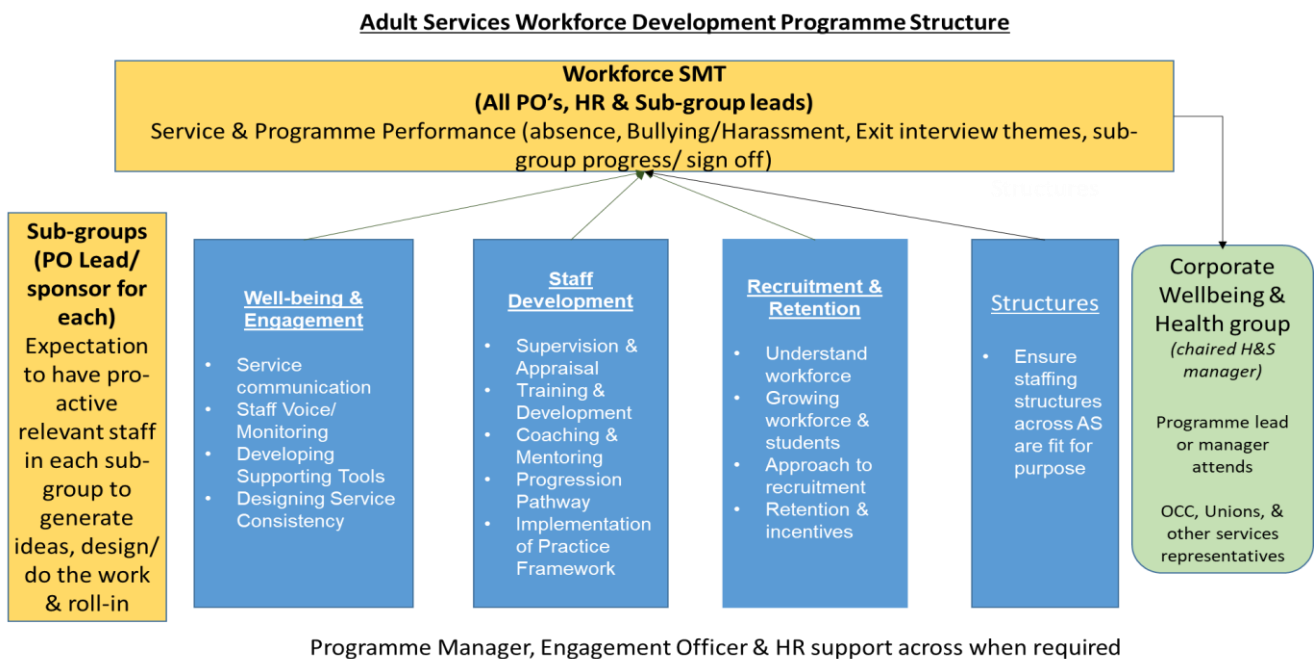 Adult Services Workforce Development Programme Structure
Workforce SMT
(All PO's, HR & Sub-group leads)
Service & Programme Performance (absence, Bullying/Harassment, Exit interview themes, sub-
group progress/ sign off)
Sub-groups
(PO Lead/
sponsor for
each)
Expectation
to have pro-
active
relevant staff
in each sub-
group to
generate
ideas, design/
do the work
& roll-in
Well-being &
Engagement
• Service
communication
• Staff Voice/
Monitoring
• Developing
Supporting Tools
• Designing Service
Consistency
Staff
Development
• Supervision &
Appraisal
• Training &
Development
• Coaching &
Mentoring
• Progression
Pathway
• Implementation
of Practice
Framework
Recruitment &
Retention
• Understand
workforce
• Growing
workforce &
students
• Approach to
recruitment
• Retention &
incentives
Structures
• Ensure
staffing
structures
across AS
are fit for
purpose
Corporate
Wellbeing &
Health group
(chaired H&S
manager)
Programme lead
or manager
attends
OCC, Unions, &
other services
representatives
Programme Manager, Engagement Officer & HR support across when required